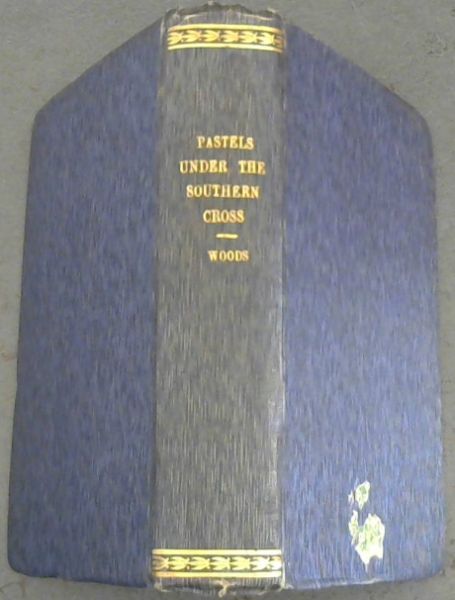 PASTELS
UNDER THE
SOUTHERN
CROSS
WOODS